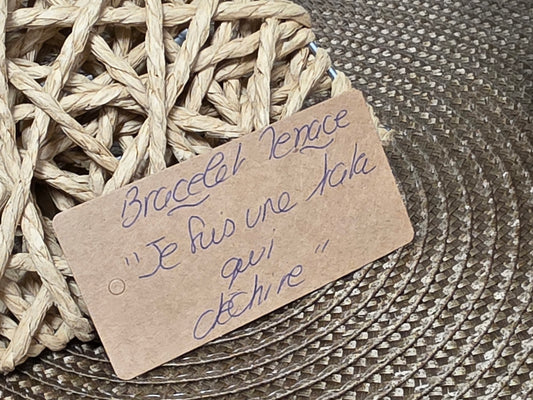 Bracelet Tenace
"Je suis une tata
qui
déchire"